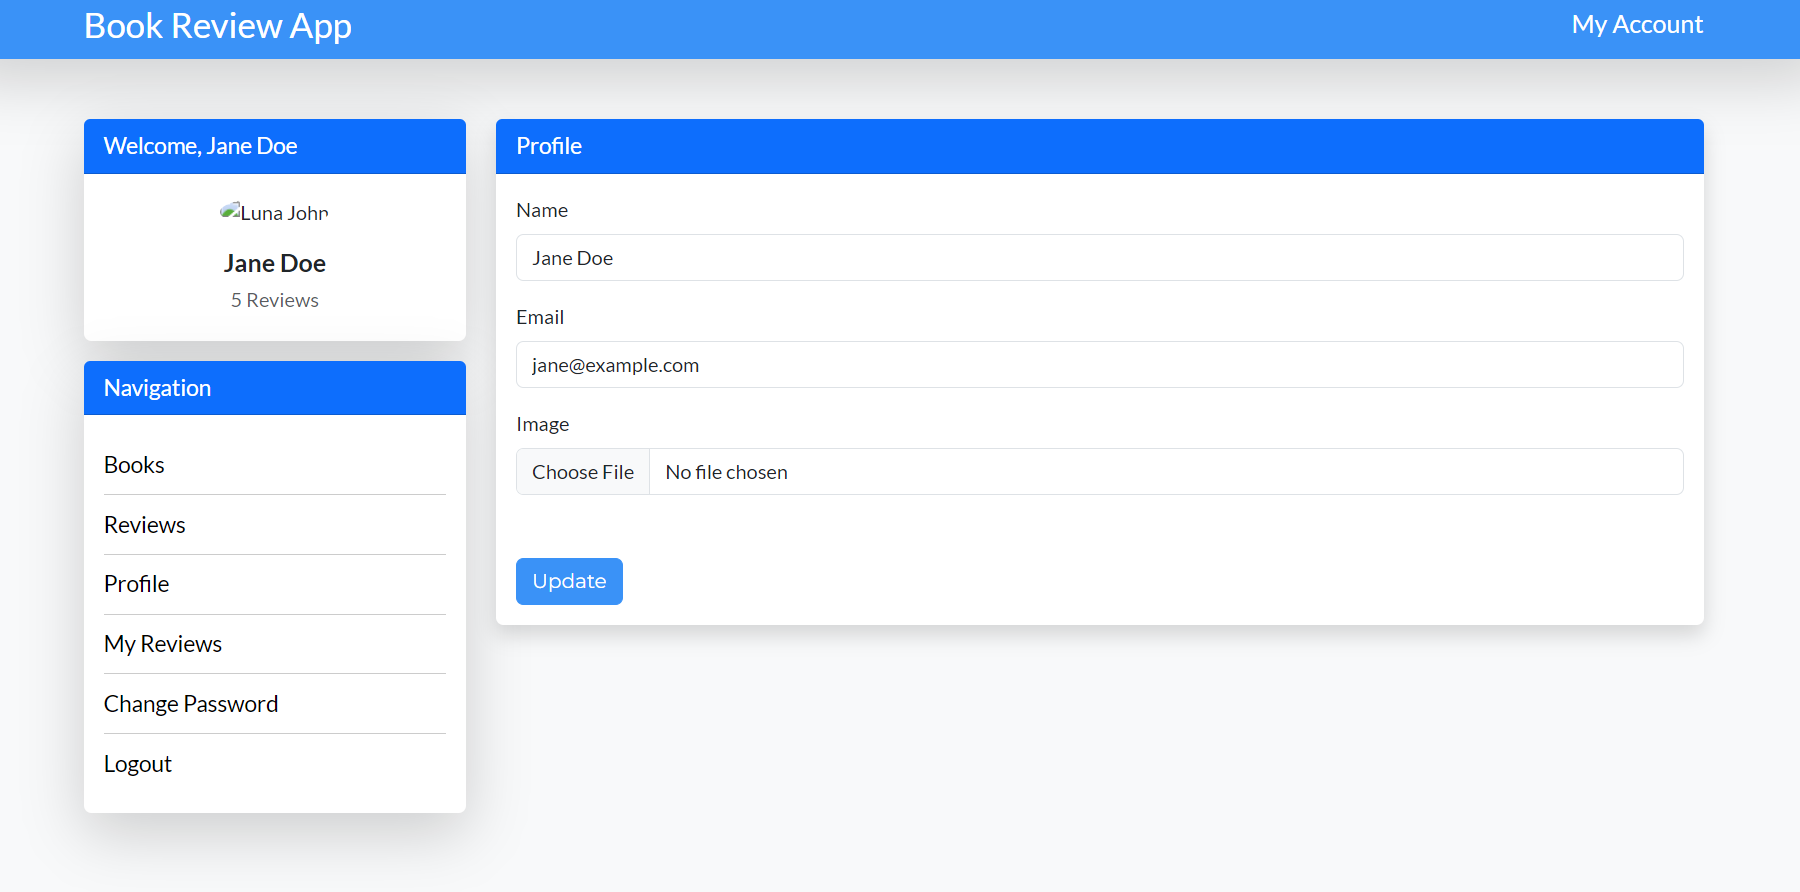 Book Review App
My Account
Welcome, Jane Doe
Luna John
Jane Doe
5 Reviews
Navigation
Books
Reviews
Profile
My Reviews
Change Password
Logout
Profile
Name
Jane Doe
Email
jane@example.com
Image
Choose File No file chosen
Update